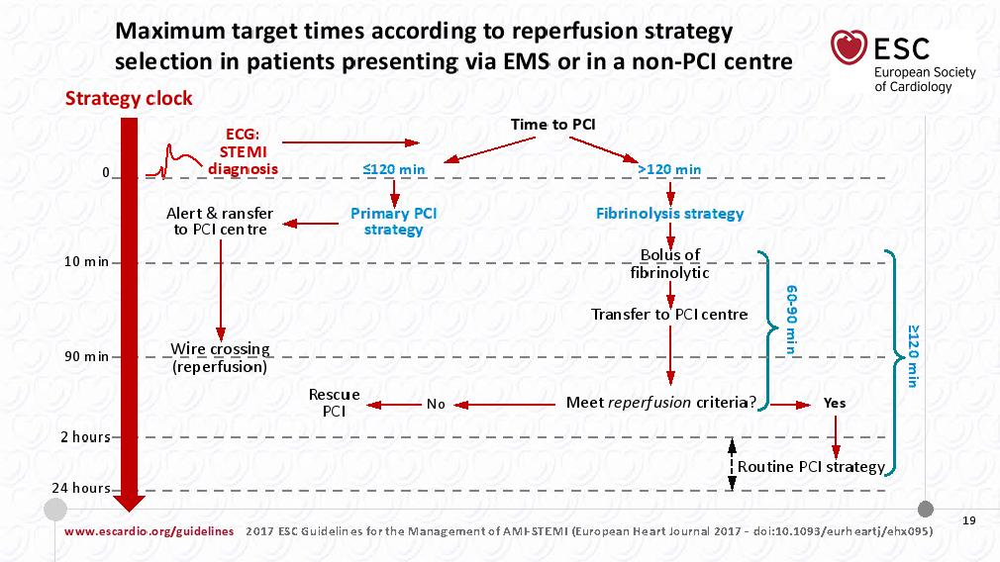 Maximum target times according to reperfusion strategy
selection in patients presenting via EMS or in a non-PCI centre
ESC
European Society
of Cardiology
Strategy clock
Time to PCI
ECG:
STEMI
diagnosis
0
≤120 min
>120 min
Alert & ransfer
to PCI centre
Primary PCI
strategy
Fibrinolysis strategy
10 min
Bolus of
fibrinolytic
Transfer to PCI centre
60-90 min
≥120 min
90 min
Wire crossing
(reperfusion)
Rescue
PCI
No
Meet reperfusion criteria?
Yes
2 hours
Routine PCI strategy
24 hours
19
www.escardio.org/guidelines 2017 ESC Guidelines for the Management of AMI-STEMI (European Heart Journal 2017 - doi:10.1093/eurheartj/ehx095)